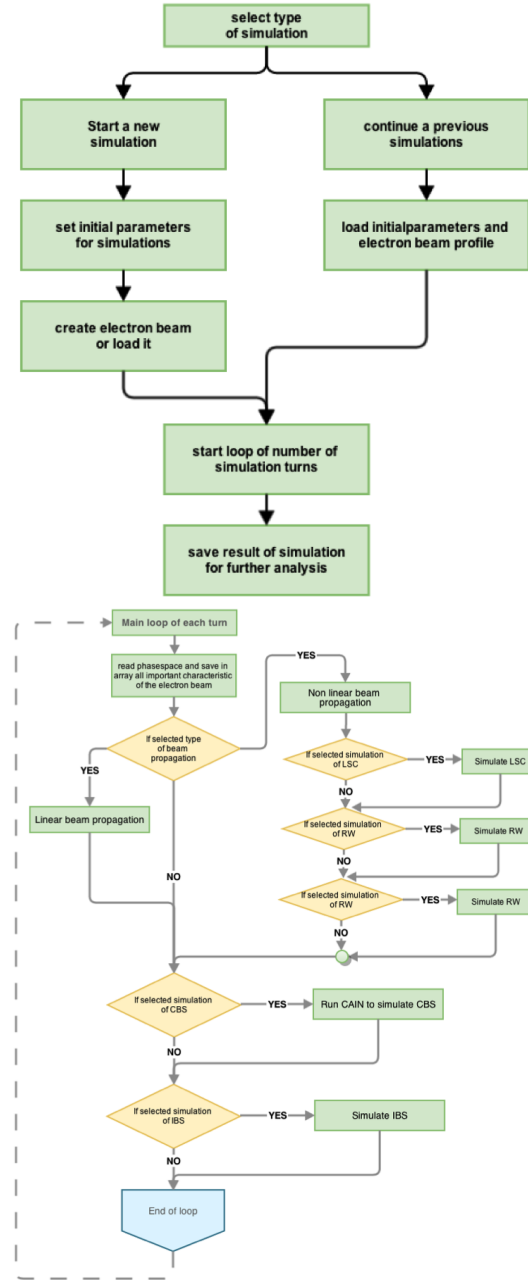 select type
of simulation
Start a new
simulation
continue a previous
simulations
set initial parameters
for simulations
load initialparameters and
electron beam profile
create electron beam
or load it
start loop of number of
simulation turns
save result of simulation
for further analysis
Main loop of each turn
read phasespace and save in
array all important characteristic
of the electron beam
YES
Non linear beam
propagation
If selected type
of beam
propagation
If selected simulation
of LSC
YES
Simulate LSC
YES
NO
Linear beam propagation
If selected simulation
of RW
YES
Simulate RW
NO
NO
If selected simulation
of RW
YES
Simulate RW
NO
If selected simulation
of CBS
YES
Run CAIN to simulate CBS
NO
If selected simulation
of IBS
YES
Simulate IBS
NO
End of loop